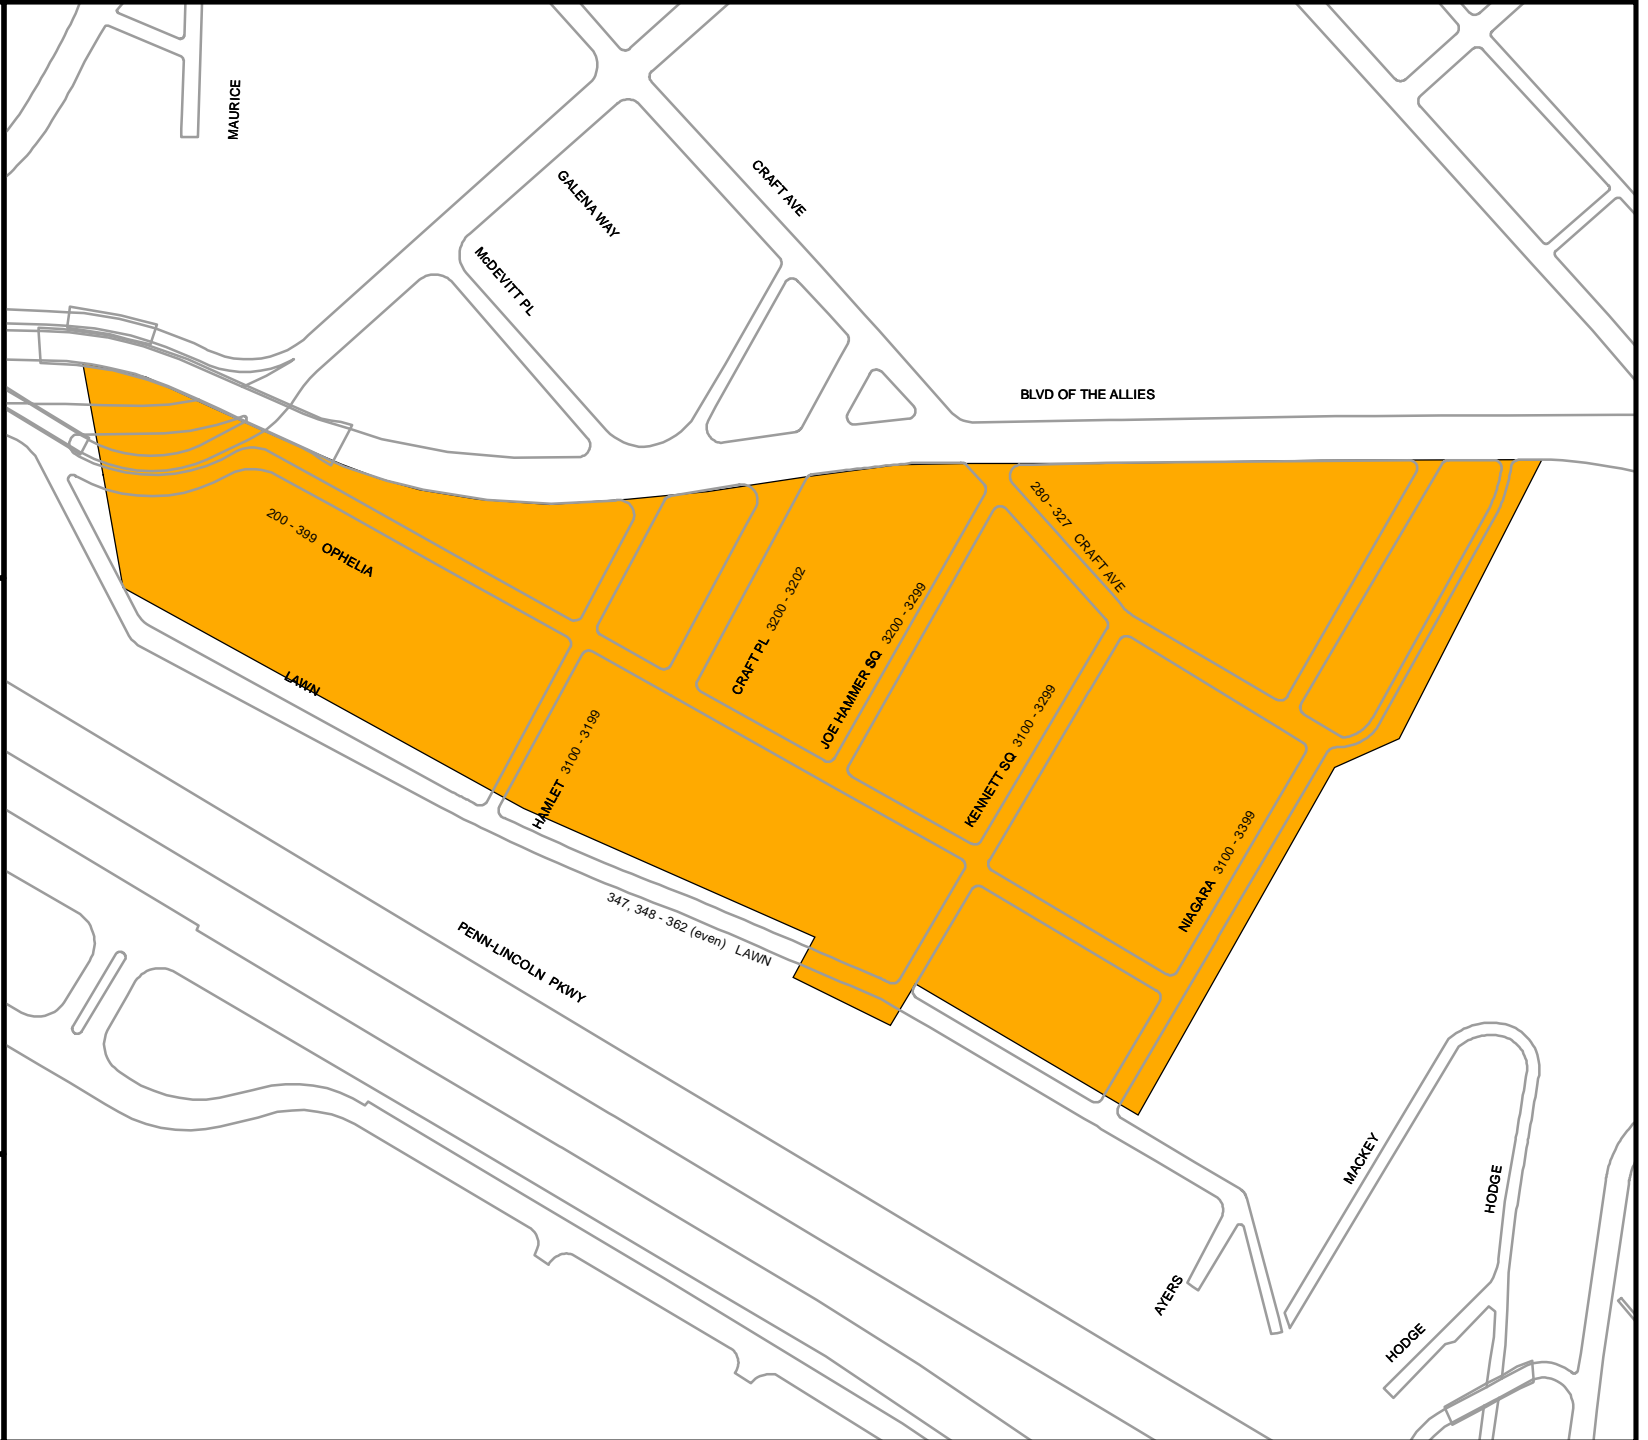 MAURICE
GALENA WAY
CRAFT AVE
McDEVITT PL
BLVD OF THE ALLIES
280 - 327 CRAFT AVE
200 - 399 OPHELIA
CRAFT PL 3200 - 3202
JOE HAMMER SQ 3200 - 3299
KENNETT SQ 3100 - 3299
LAWN
HAMLET 3100 - 3199
NIAGARA 3100 - 3399
347, 348 - 362 (even) LAWN
PENN-LINCOLN PKWY
MACKEY
HODGE
AYERS
HODGE